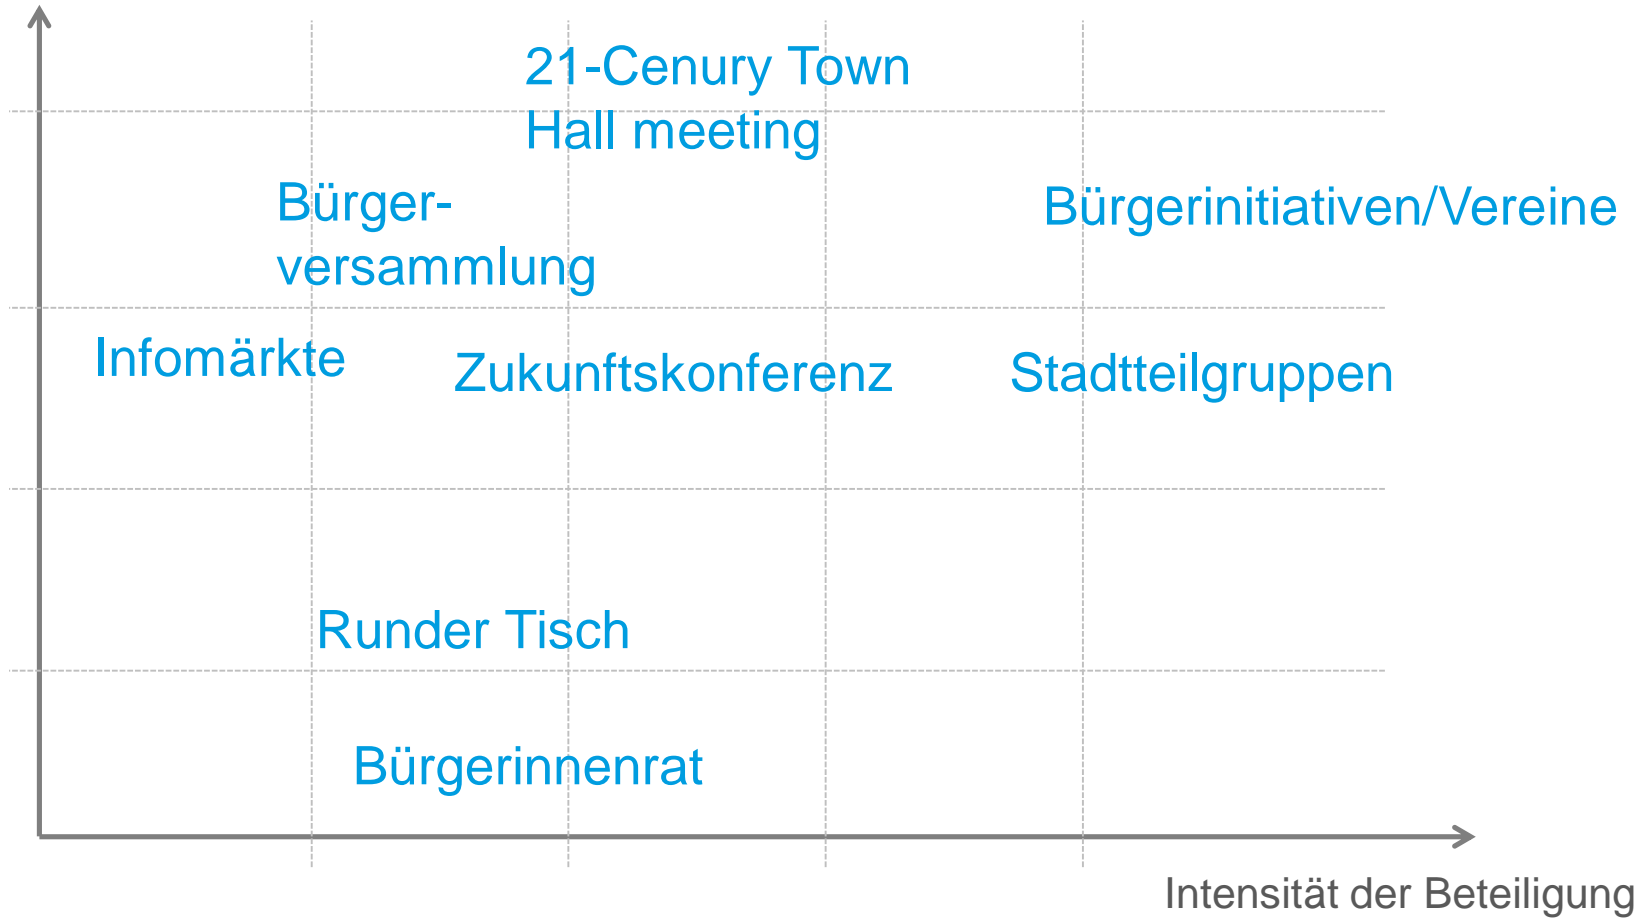 21-Cenury Town
Hall meeting
Bürger-
versammlung
Bürgerinitiativen/Vereine
Infomärkte
Zukunftskonferenz
Stadtteilgruppen
Runder Tisch
Bürgerinnenrat
Intensität der Beteiligung